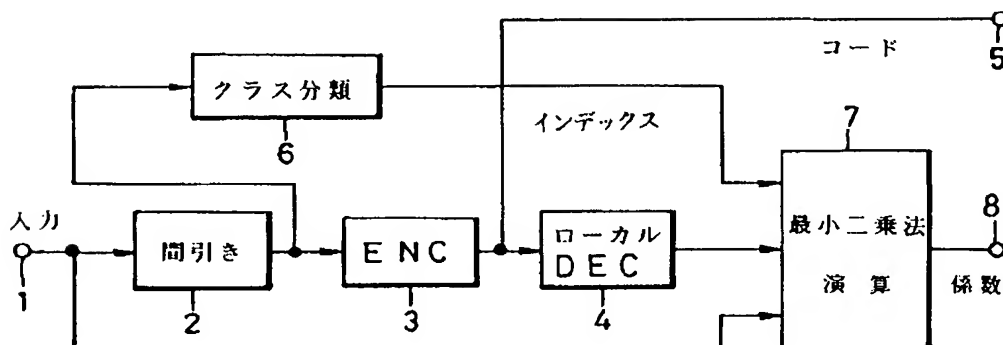 コード
5
クラス分類
6
インデックス
7
入力
1
間引き
2
ENC
3
ローカル
DEC
4
最小二乗法
演算
8
係数